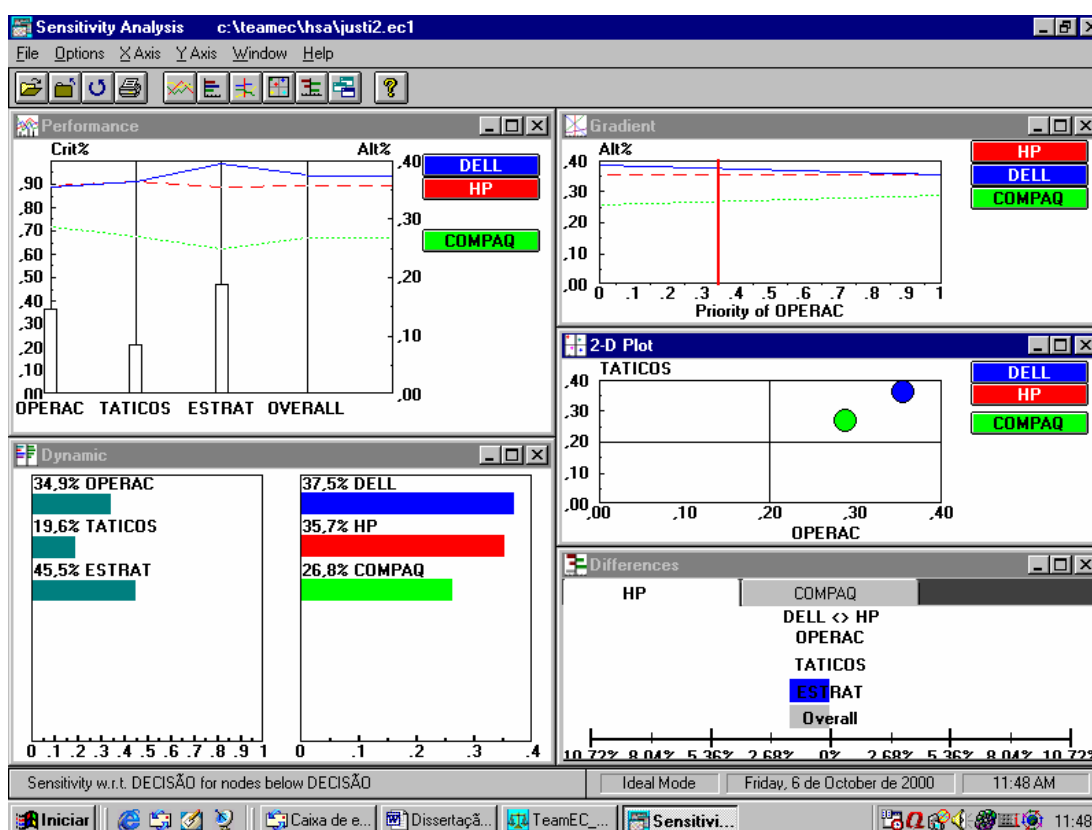 Sensitivity Analysis c:\teamec\hsa\justi2.ec1
File Options X Axis Y Axis Window Help
Performance
Crit% Alt%
,90
,80
,70
,60
,50
,40
,30
,20
,10
,00
,40
,30
,20
,10
,00
DELL
HP
COMPAQ
OPERAC TATICOS ESTRAT OVERALL
Gradient
Alt%
,40
,30
,20
,10
,00
0 .1 .2 .3 .4 .5 .6 .7 .8 .9 1
Priority of OPERAC
HP
DELL
COMPAQ
2-D Plot
TATICOS
,40
,30
,20
,10
,00
,00 ,10 ,20 ,30 ,40
OPERAC
DELL
HP
COMPAQ
Dynamic
34,9% OPERAC
19,6% TATICOS
45,5% ESTRAT
0 .1 .2 .3 .4 .5 .6 .7 .8 .9 1
37,5% DELL
35,7% HP
26,8% COMPAQ
0 .1 .2 .3 .4
Differences
HP COMPAQ
DELL <> HP
OPERAC
TATICOS
ESTRAT
Overall
10.72% 8.04% 5.36% 2.68% 0% 2.68% 5.36% 8.04% 10.72%
Sensitivity w.r.t. DECISÃO for nodes below DECISÃO Ideal Mode Friday, 6 de October de 2000 11:48 AM
Iniciar Caixa de e... Dissertaçã... TeamEC_... Sensitivi... 11:48